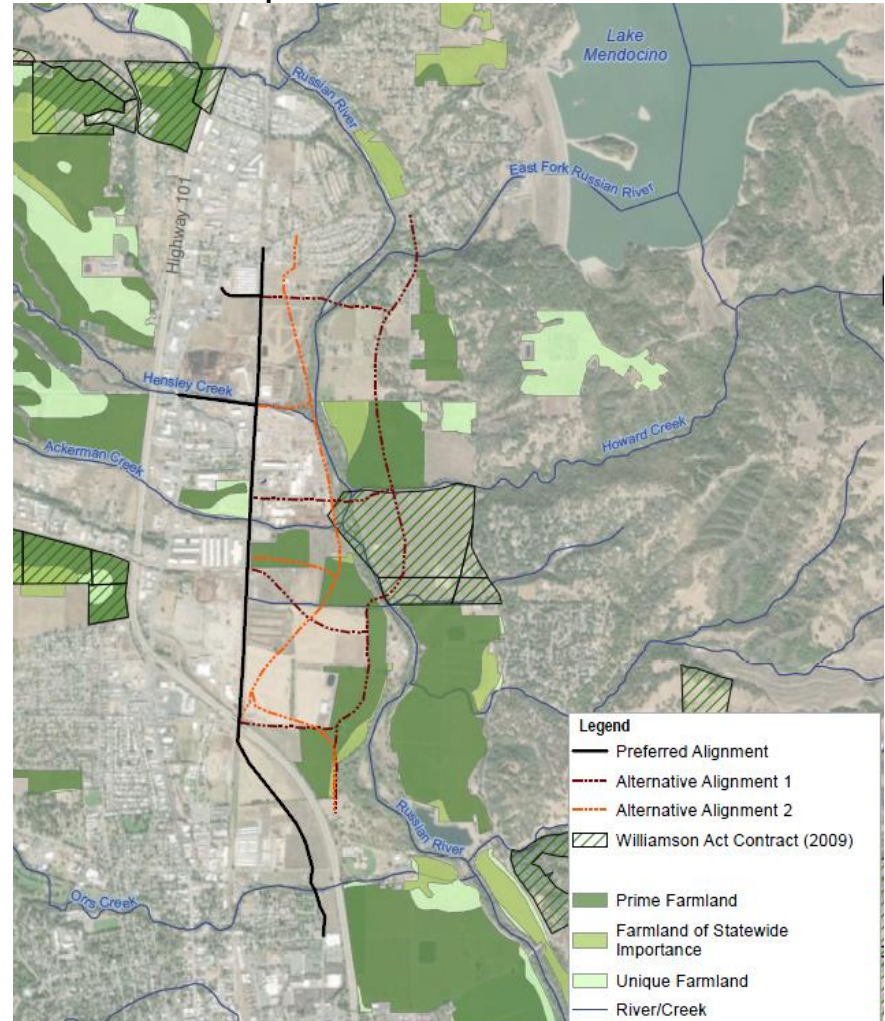 Lake
Mendocino
Russian River
East Fork Russian River
Highway 101
Hensley Creek
Howard Creek
Ackerman Creek
Russian River
Orrs Creek
Legend
Preferred Alignment
Alternative Alignment 1
Alternative Alignment 2
Williamson Act Contract (2009)
Prime Farmland
Farmland of Statewide
Importance
Unique Farmland
River/Creek